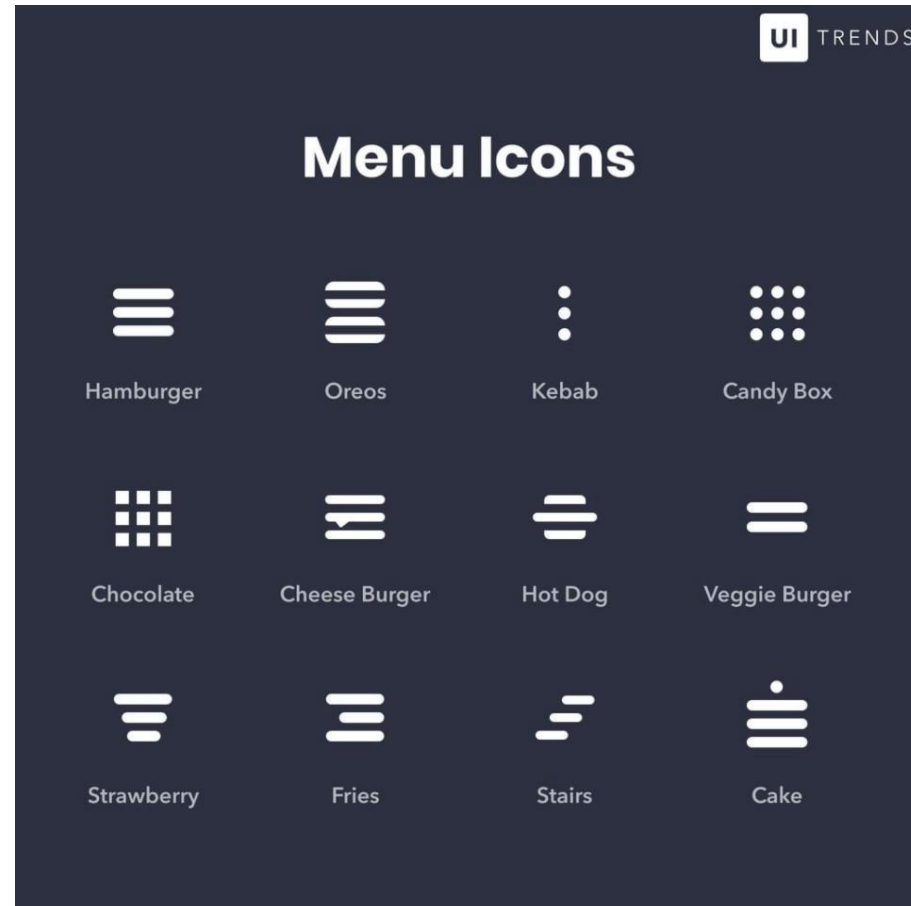 UI TRENDS
Menu Icons
Hamburger Oreos Kebab Candy Box
Chocolate Cheese Burger Hot Dog Veggie Burger
Strawberry Fries Stairs Cake